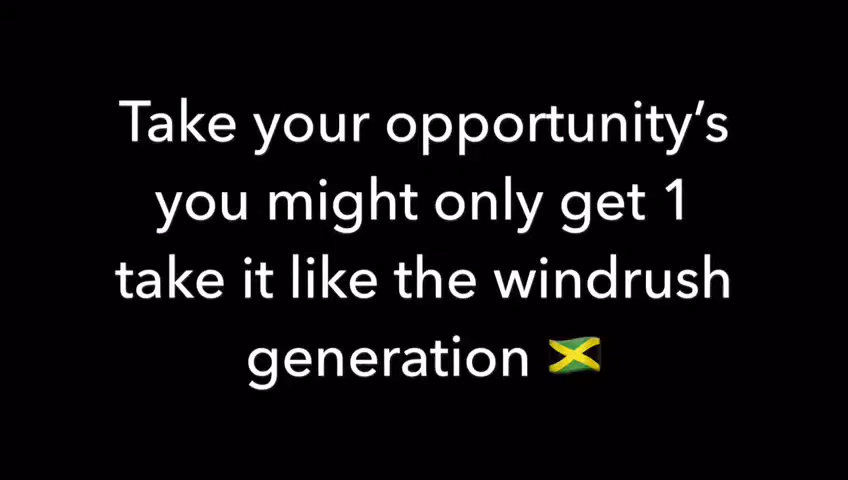 Take your opportunity’s
you might only get 1
take it like the windrush
generation 🇯🇲